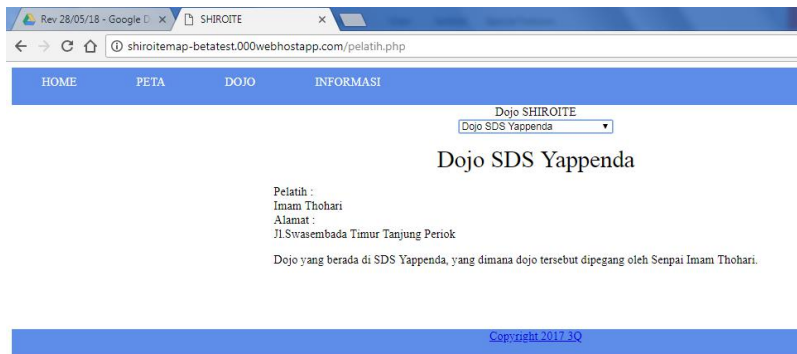 Rev 28/05/18 - Google D
SHIROITE
shiroitemap-betatest.000webhostapp.com/pelatih.php
HOME PETA DOJO INFORMASI
Dojo SHIROITE
Dojo SDS Yappenda
Dojo SDS Yappenda
Pelatih :
Imam Thohari
Alamat :
Jl.Swasembada Timur Tanjung Periok
Dojo yang berada di SDS Yappenda, yang dimana dojo tersebut dipegang oleh Senpai Imam Thohari.
Copyright 2017 3Q